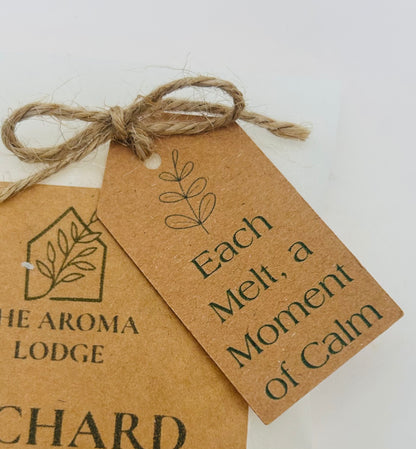 Each
Melt, a
Moment
of Calm
HE AROMA
LODGE
CHARD